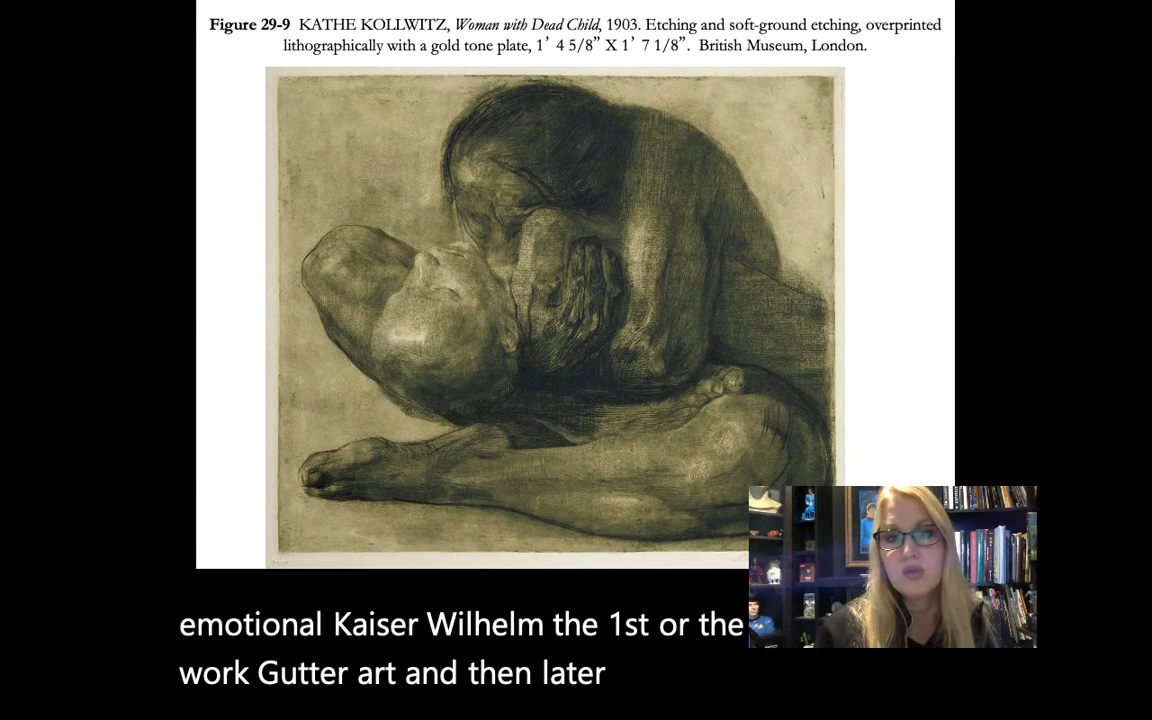 Figure 29-9 KATHE KOLLWITZ, Woman with Dead Child, 1903. Etching and soft-ground etching, overprinted
lithographically with a gold tone plate, 1’ 4 5/8” X 1’ 7 1/8”. British Museum, London.
emotional Kaiser Wilhelm the 1st or the
work Gutter art and then later